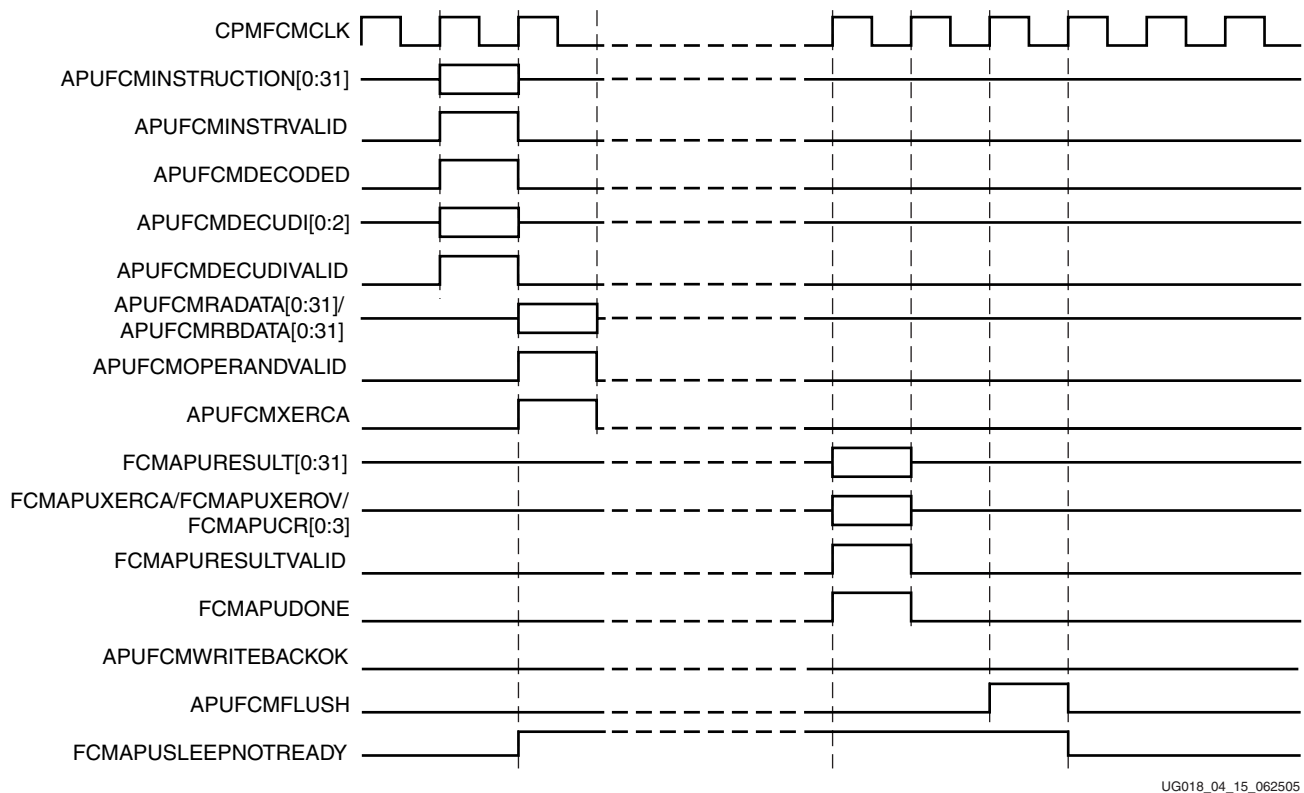 CPMFCMCLK
APUFCMINSTRUCTION[0:31]
APUFCMINSTRVALID
APUFCMDECODED
APUFCMDECUDI[0:2]
APUFCMDECUDIVALID
APUFCMRADATA[0:31]/
APUFCMRBDATA[0:31]
APUFCMOPERANDVALID
APUFCMXERCA
FCMAPURESULT[0:31]
FCMAPUXERCA/FCMAPUXEROV/
FCMAPUCR[0:3]
FCMAPURESULTVALID
FCMAPUDONE
APUFCMWRITEBACKOK
APUFCMFLUSH
FCMAPUSLEEPNOTREADY
UG018_04_15_062505